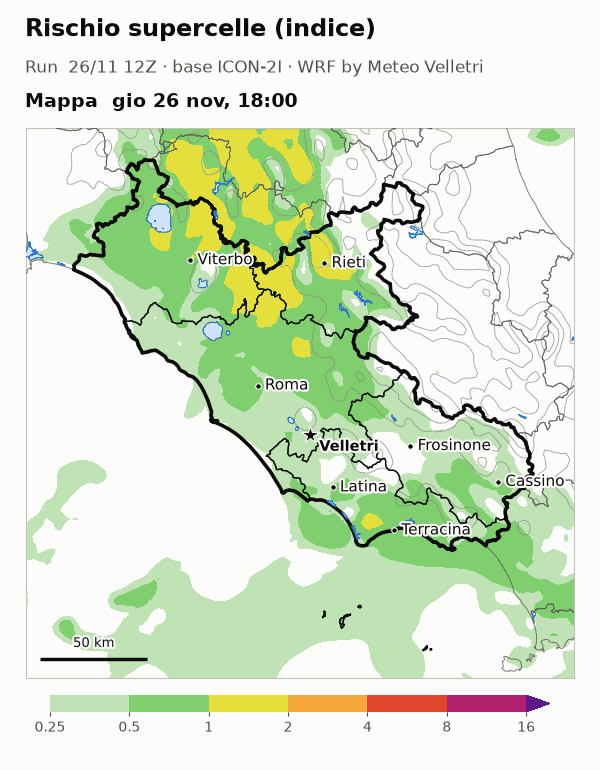 Rischio supercelle (indice)
Run  26/11 12Z · base ICON-2I · WRF by Meteo Velletri
Mappa  gio 26 nov, 18:00
Viterbo
Rieti
Roma
Velletri
Frosinone
Cassino
Latina
Terracina
50 km
0.25 0.5 1 2 4 8 16